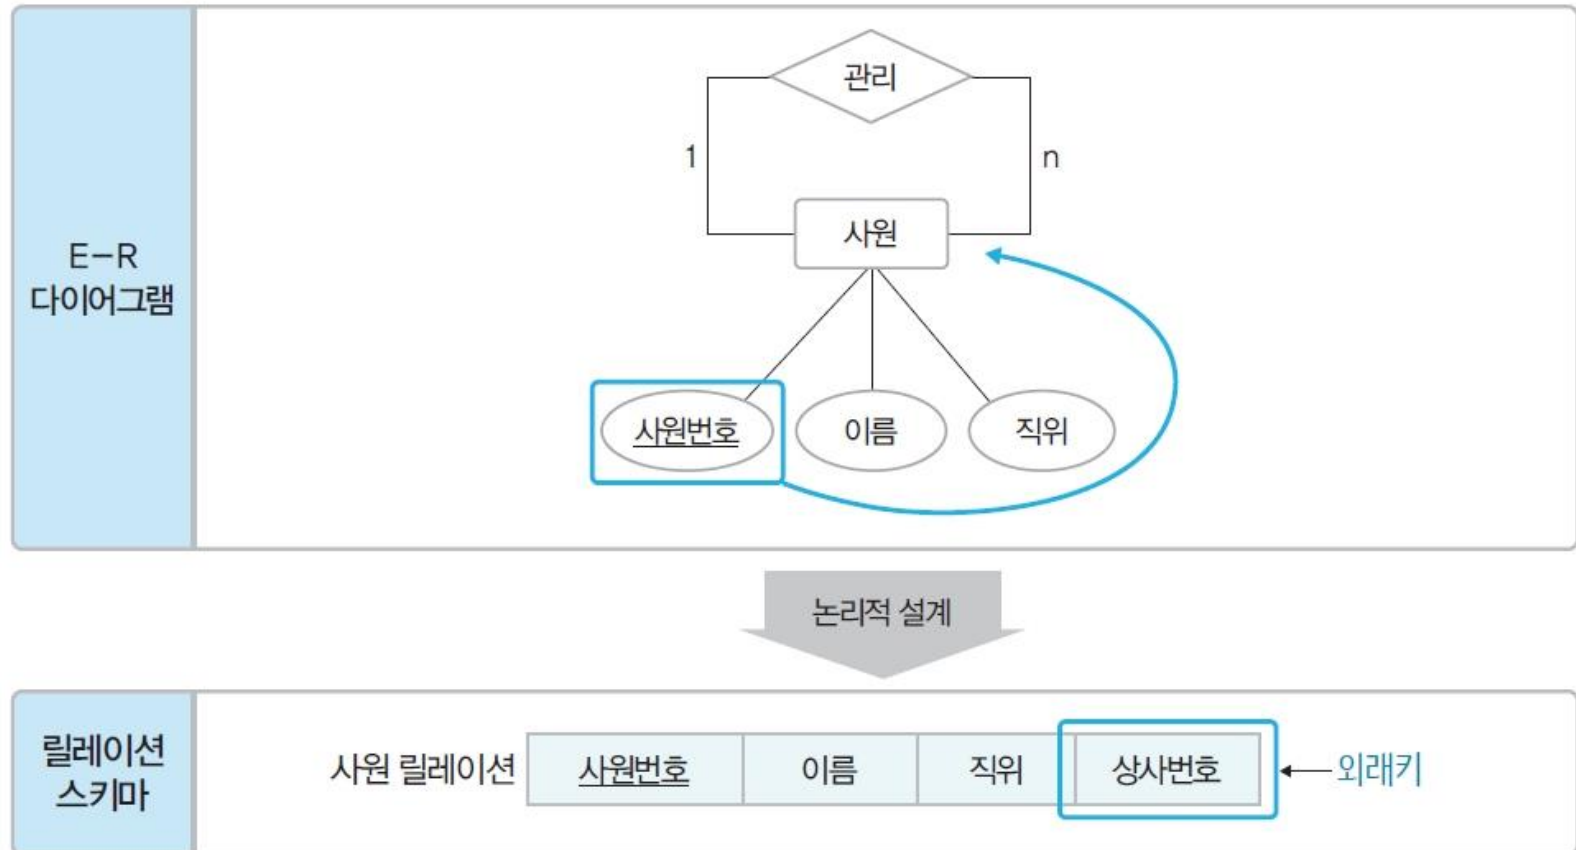 E-R
다이어그램
관리
1
n
사원
사원번호
이름
직위
논리적 설계
릴레이션
스키마
사원 릴레이션
사원번호
이름
직위
상사번호
외래키